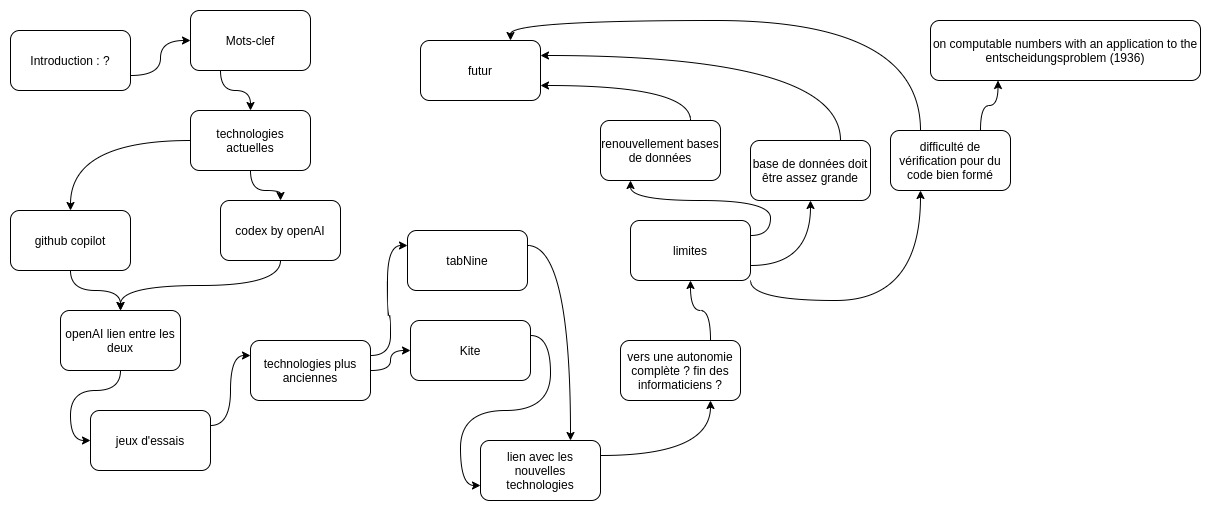 Introduction : ?
Mots-clef
technologies
actuelles
github copilot
codex by openAI
openAI lien entre les
deux
jeux d'essais
technologies plus
anciennes
tabNine
Kite
lien avec les
nouvelles
technologies
vers une autonomie
complète ? fin des
informaticiens ?
limites
renouvellement bases
de données
base de données doit
être assez grande
difficulté de
vérification pour du
code bien formé
futur
on computable numbers with an application to the
entscheidungsproblem (1936)